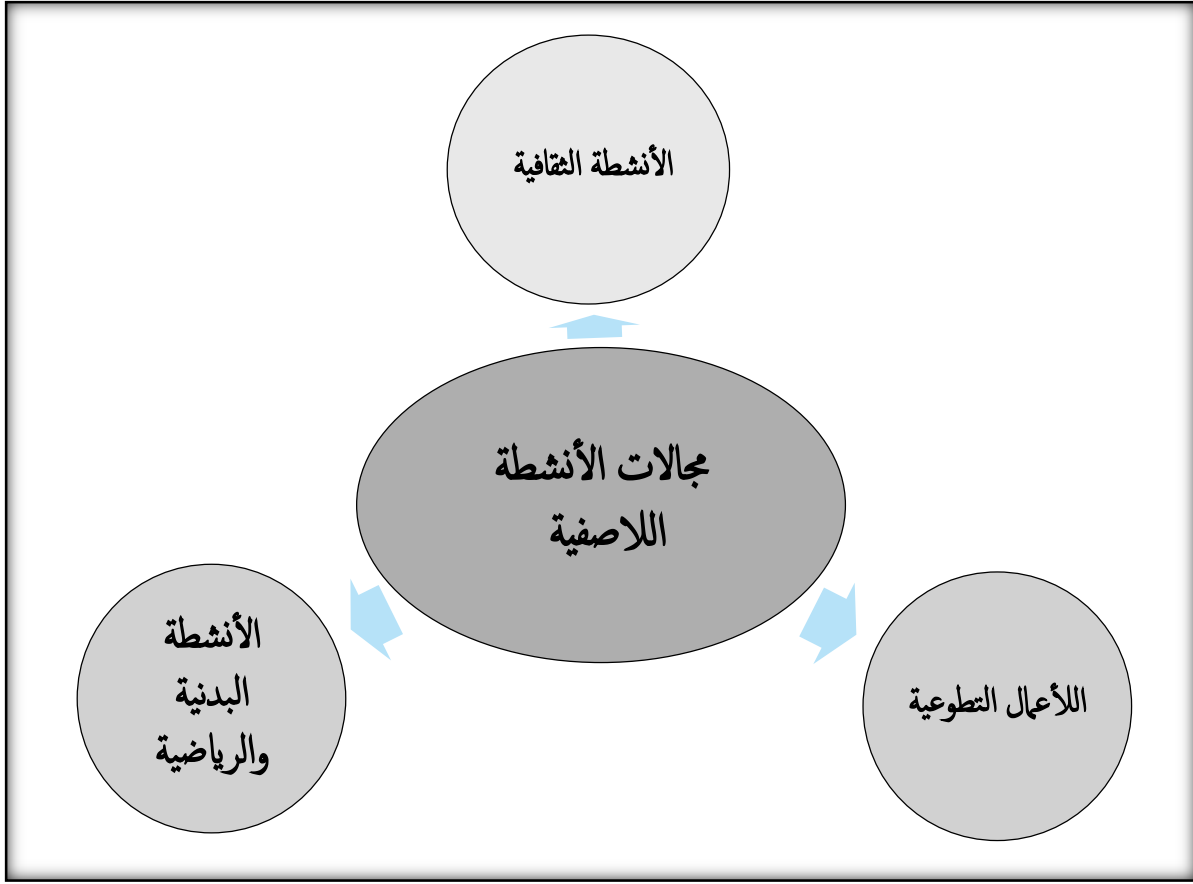 الأنشطة الثقافية
مجالات الأنشطة
اللاصفية
الأنشطة
البدنية
والرياضية
اللأعمال التطوعية